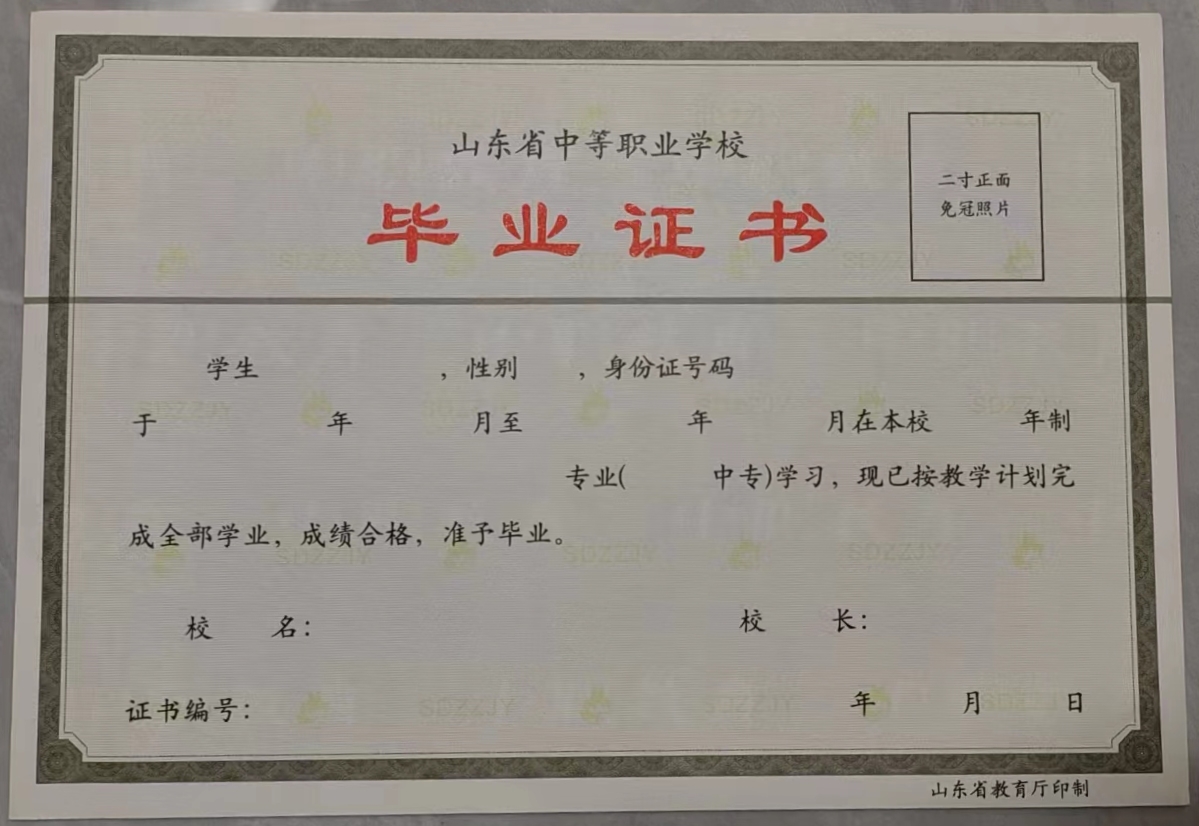 山东省中等职业学校
毕业证书
二寸正面
免冠照片
学生 ，性别 ，身份证号码
于 年 月至 年 月在本校 年制
专业( 中专)学习，现已按教学计划完
成全部学业，成绩合格，准予毕业。
校 名： 校 长：
证书编号： 年 月 日
山东省教育厅印制
SDZZJY